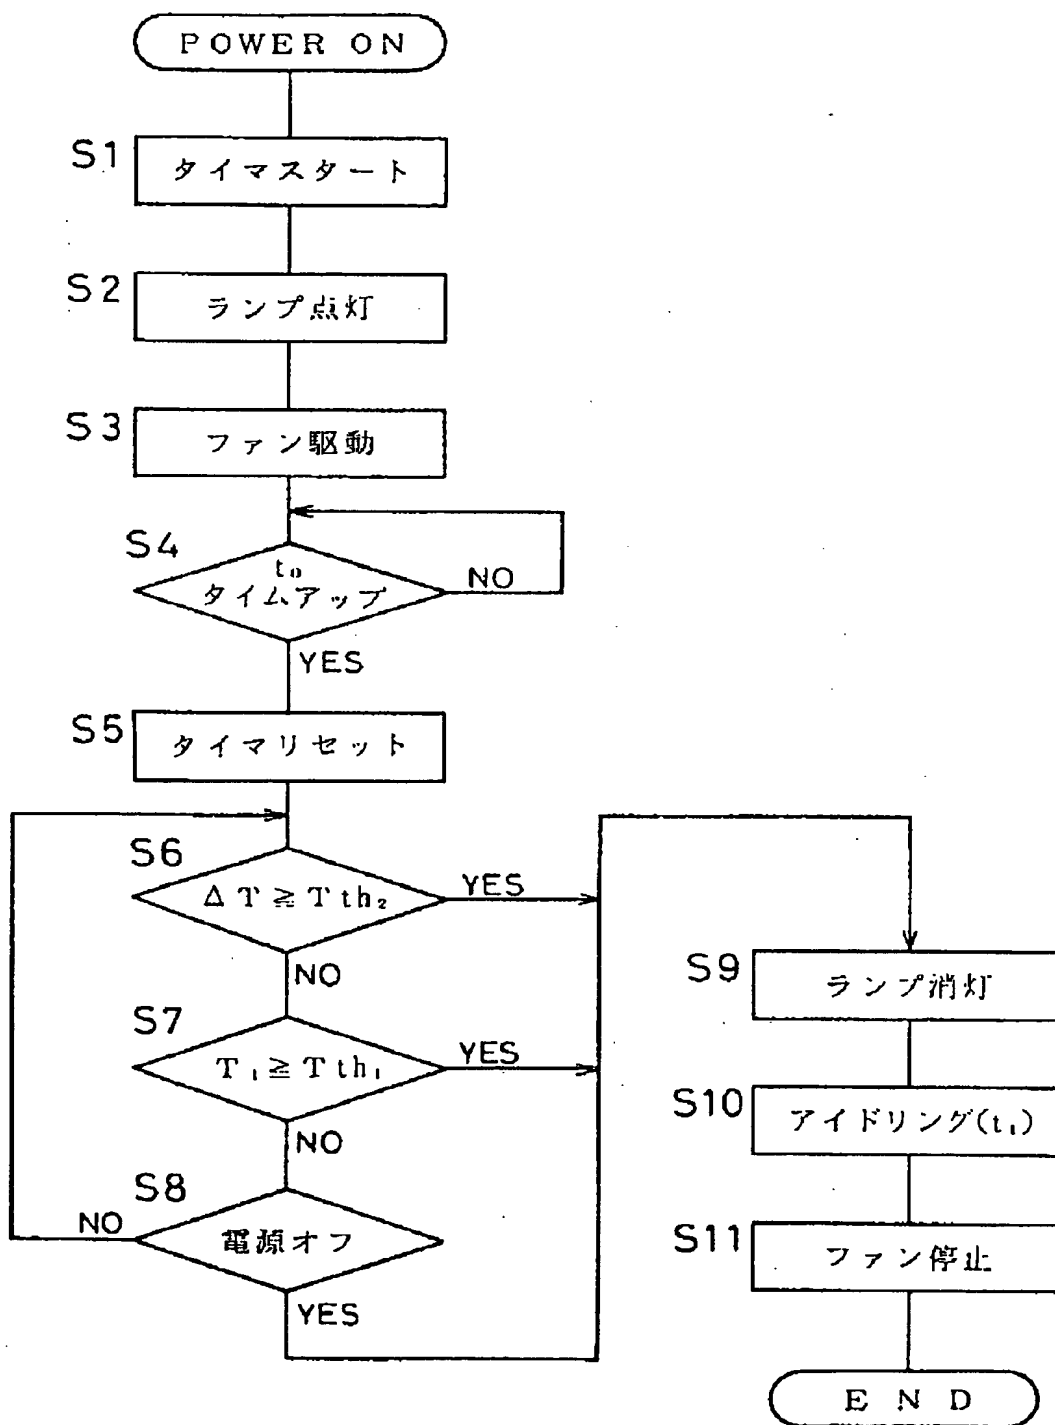 POWER ON
S1
タイマスタート
S2
ランプ点灯
S3
ファン駆動
S4
t₀
タイムアップ
NO
YES
S5
タイマリセット
S6
ΔT≧Tth₂
YES
NO
S7
T₁≧Tth₁
YES
NO
S8
電源オフ
NO
YES
S9
ランプ消灯
S10
アイドリング(t₁)
S11
ファン停止
END